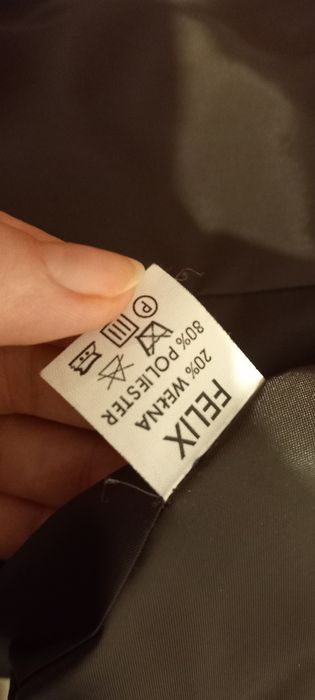 FELIX
20% WEŁNA
80% POLIESTER
P